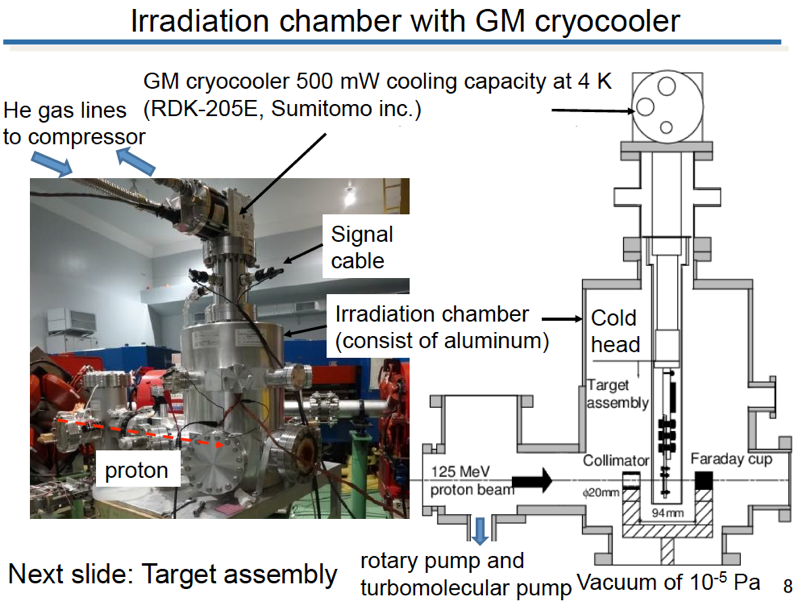 Irradiation chamber with GM cryocooler
GM cryocooler 500 mW cooling capacity at 4 K
(RDK-205E, Sumitomo inc.)
He gas lines
to compressor
Signal
cable
Irradiation chamber
(consist of aluminum)
proton
Cold
head
Target
assembly
Collimator
Faraday cup
125 MeV
proton beam
ϕ20mm
94mm
rotary pump and
turbomolecular pump
Vacuum of 10⁻⁵ Pa
Next slide: Target assembly
8